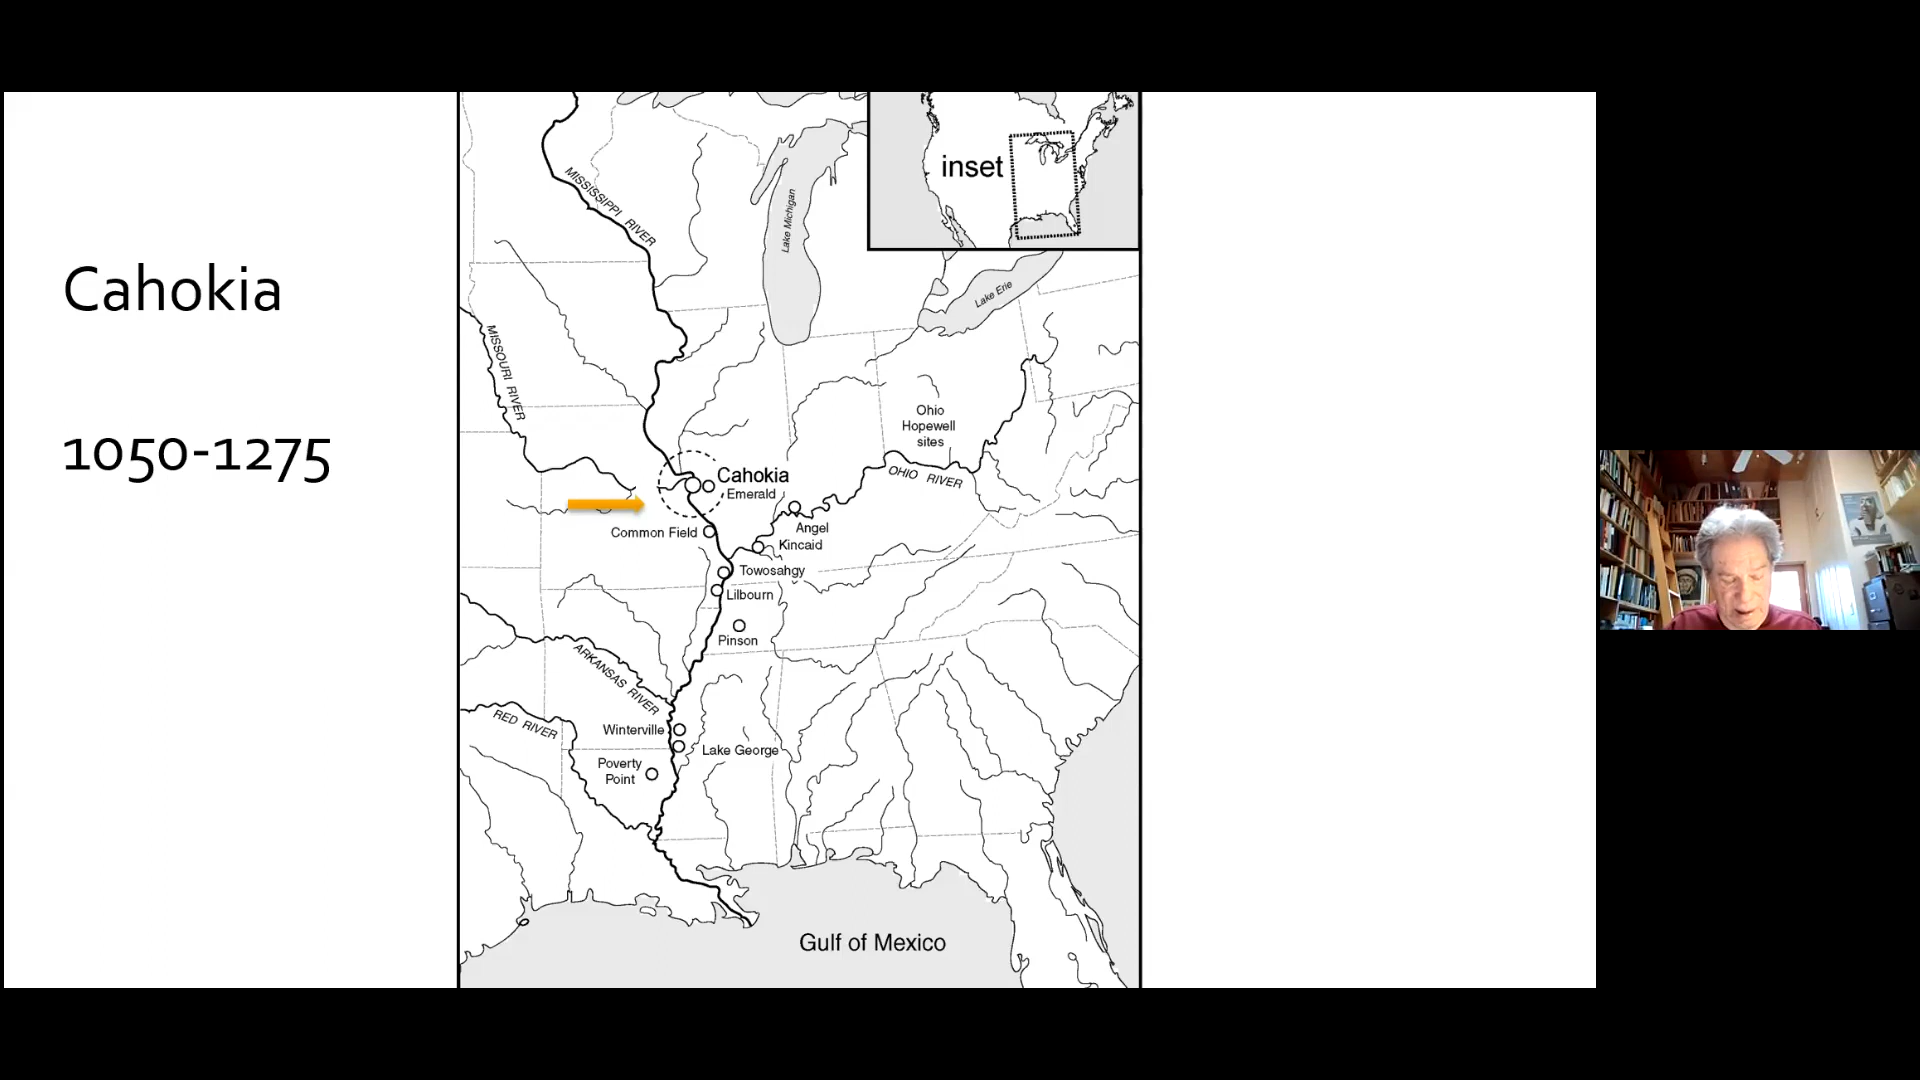 Cahokia
1050-1275
inset
MISSISSIPPI RIVER
Lake Michigan
Lake Erie
MISSOURI RIVER
Ohio
Hopewell
sites
OHIO RIVER
Cahokia
Emerald
Common Field
Angel
Kincaid
Towosahgy
Lilbourn
Pinson
ARKANSAS RIVER
RED RIVER
Winterville
Lake George
Poverty
Point
Gulf of Mexico